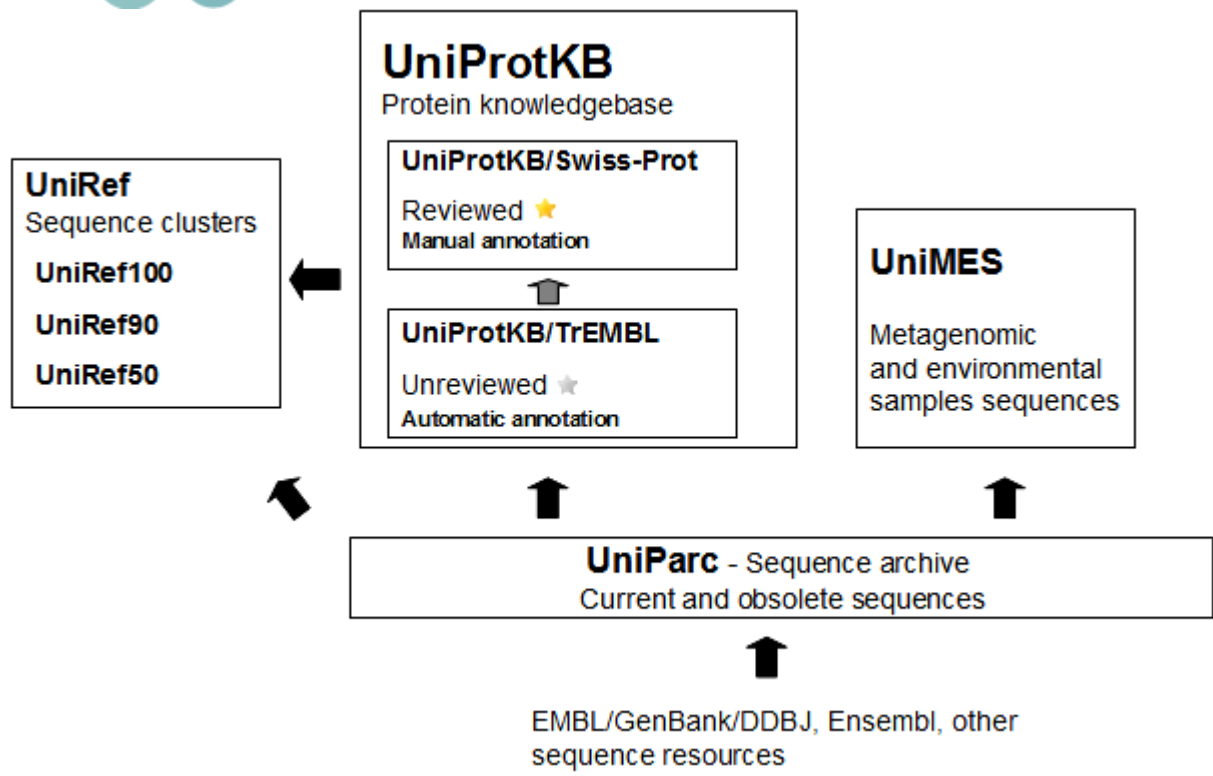 UniProtKB
Protein knowledgebase
UniProtKB/Swiss-Prot
Reviewed
Manual annotation
UniProtKB/TrEMBL
Unreviewed
Automatic annotation
UniRef
Sequence clusters
UniRef100
UniRef90
UniRef50
UniMES
Metagenomic
and environmental
samples sequences
UniParc - Sequence archive
Current and obsolete sequences
EMBL/GenBank/DDBJ, Ensembl, other
sequence resources